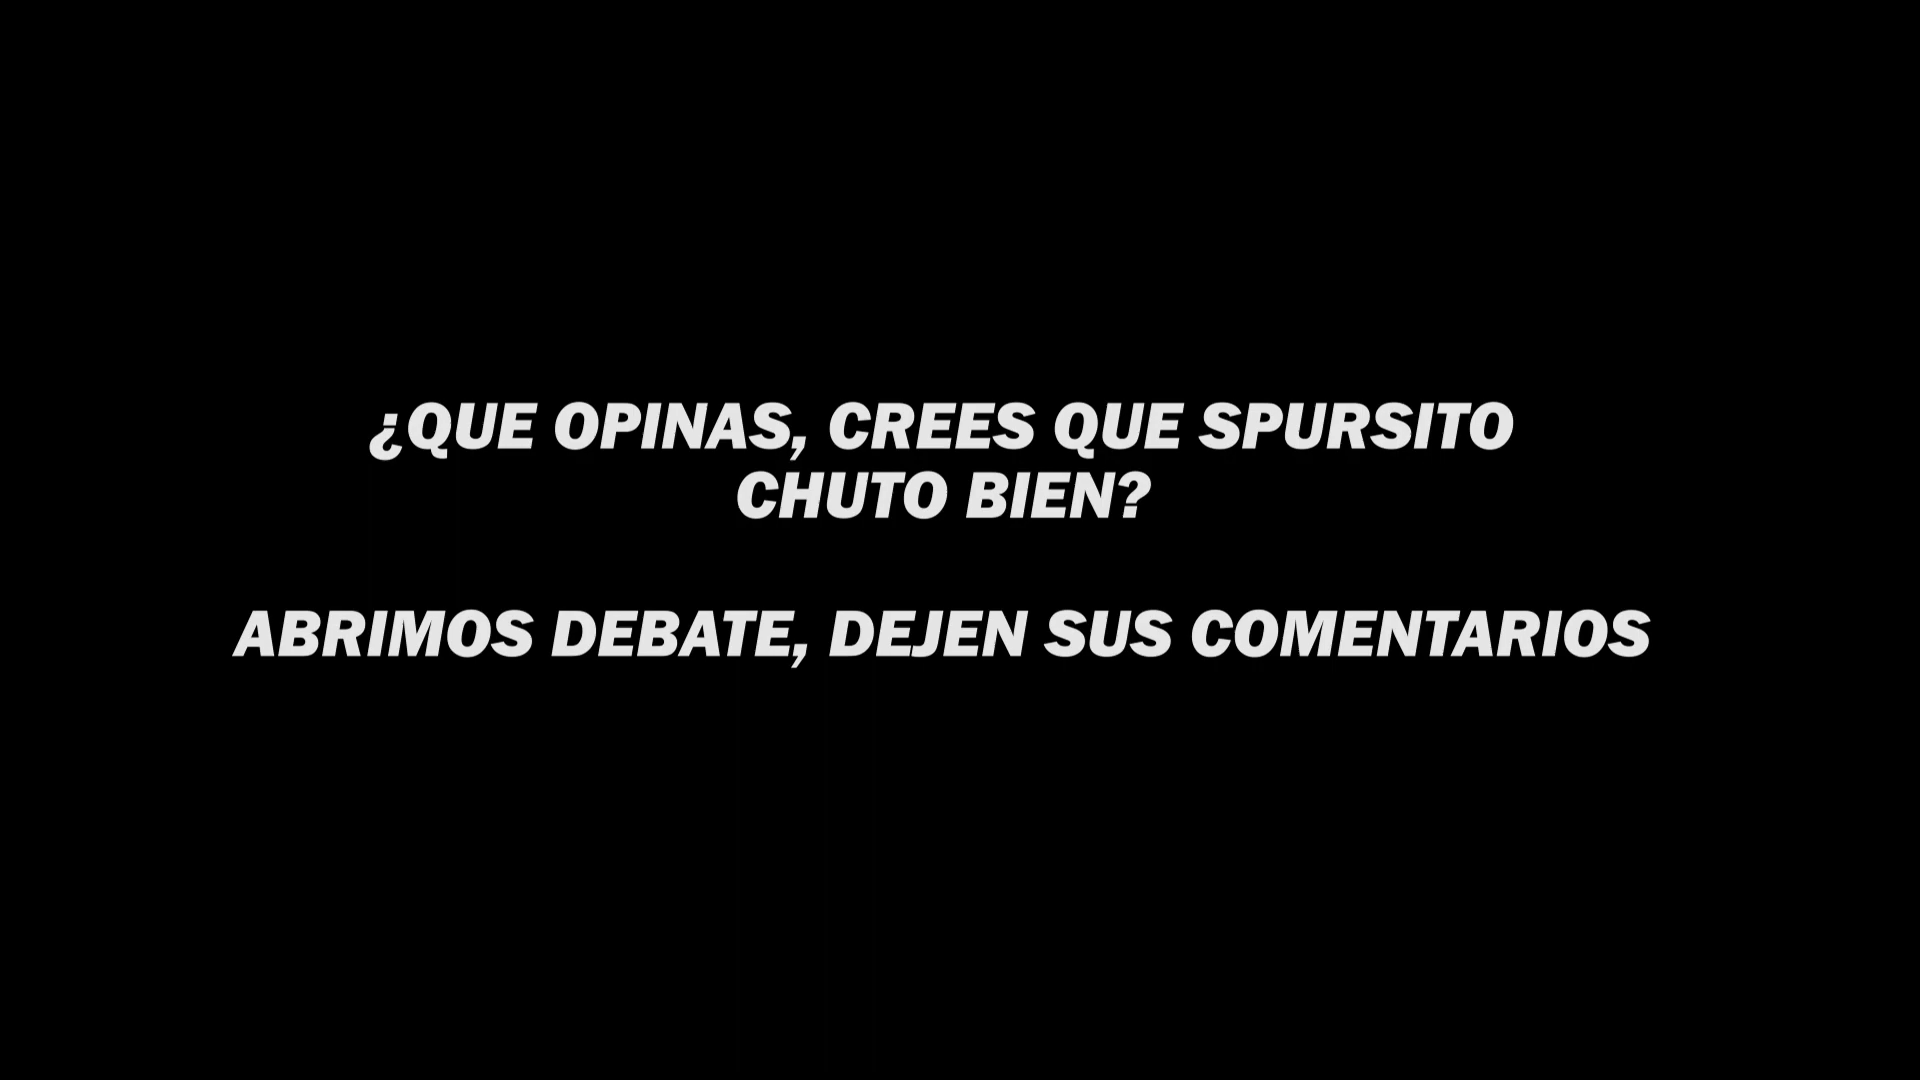 ¿QUE OPINAS, CREES QUE SPURSITO
CHUTO BIEN?
ABRIMOS DEBATE, DEJEN SUS COMENTARIOS